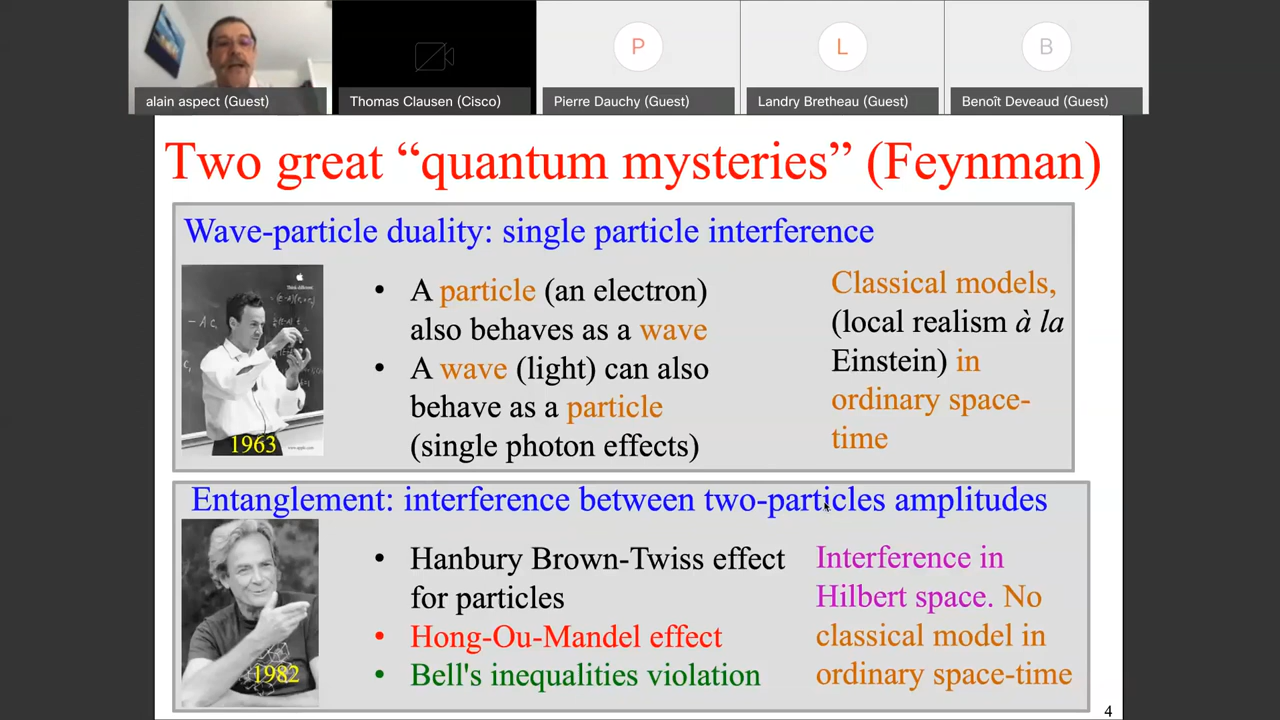 P
L
B
alain aspect (Guest)
Thomas Clausen (Cisco)
Pierre Dauchy (Guest)
Landry Bretheau (Guest)
Benoît Deveaud (Guest)
Two great “quantum mysteries” (Feynman)
Wave-particle duality: single particle interference
Think different.
1963
• A particle (an electron)
also behaves as a wave
• A wave (light) can also
behave as a particle
(single photon effects)
Classical models,
(local realism à la
Einstein) in
ordinary space-
time
Entanglement: interference between two-particles amplitudes
1982
• Hanbury Brown-Twiss effect
for particles
• Hong-Ou-Mandel effect
• Bell's inequalities violation
Interference in
Hilbert space. No
classical model in
ordinary space-time
4